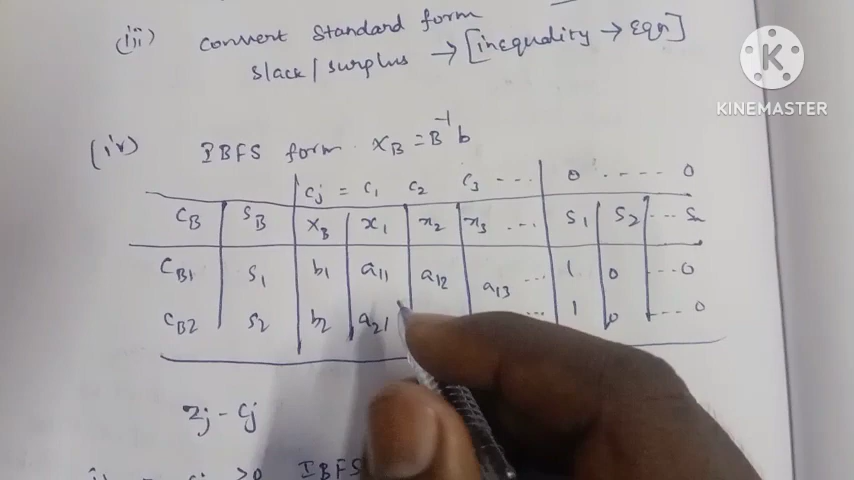 (iii) convert standard form
slack/surplus → [inequality → Eqn]
KINEMASTER
(iv) IBFS form x_B = B^-1 b
Cj = C1 C2 C3 --- 0 ---- 0
CB SB XB x1 x2 x3 ... S1 S2 --- Sn
CB1 S1 b1 a11 a12 a13 ... 1 0 ---0
CB2 S2 b2 a21 ... 1 0 ---- 0
Zj - Cj
>0 IBFS